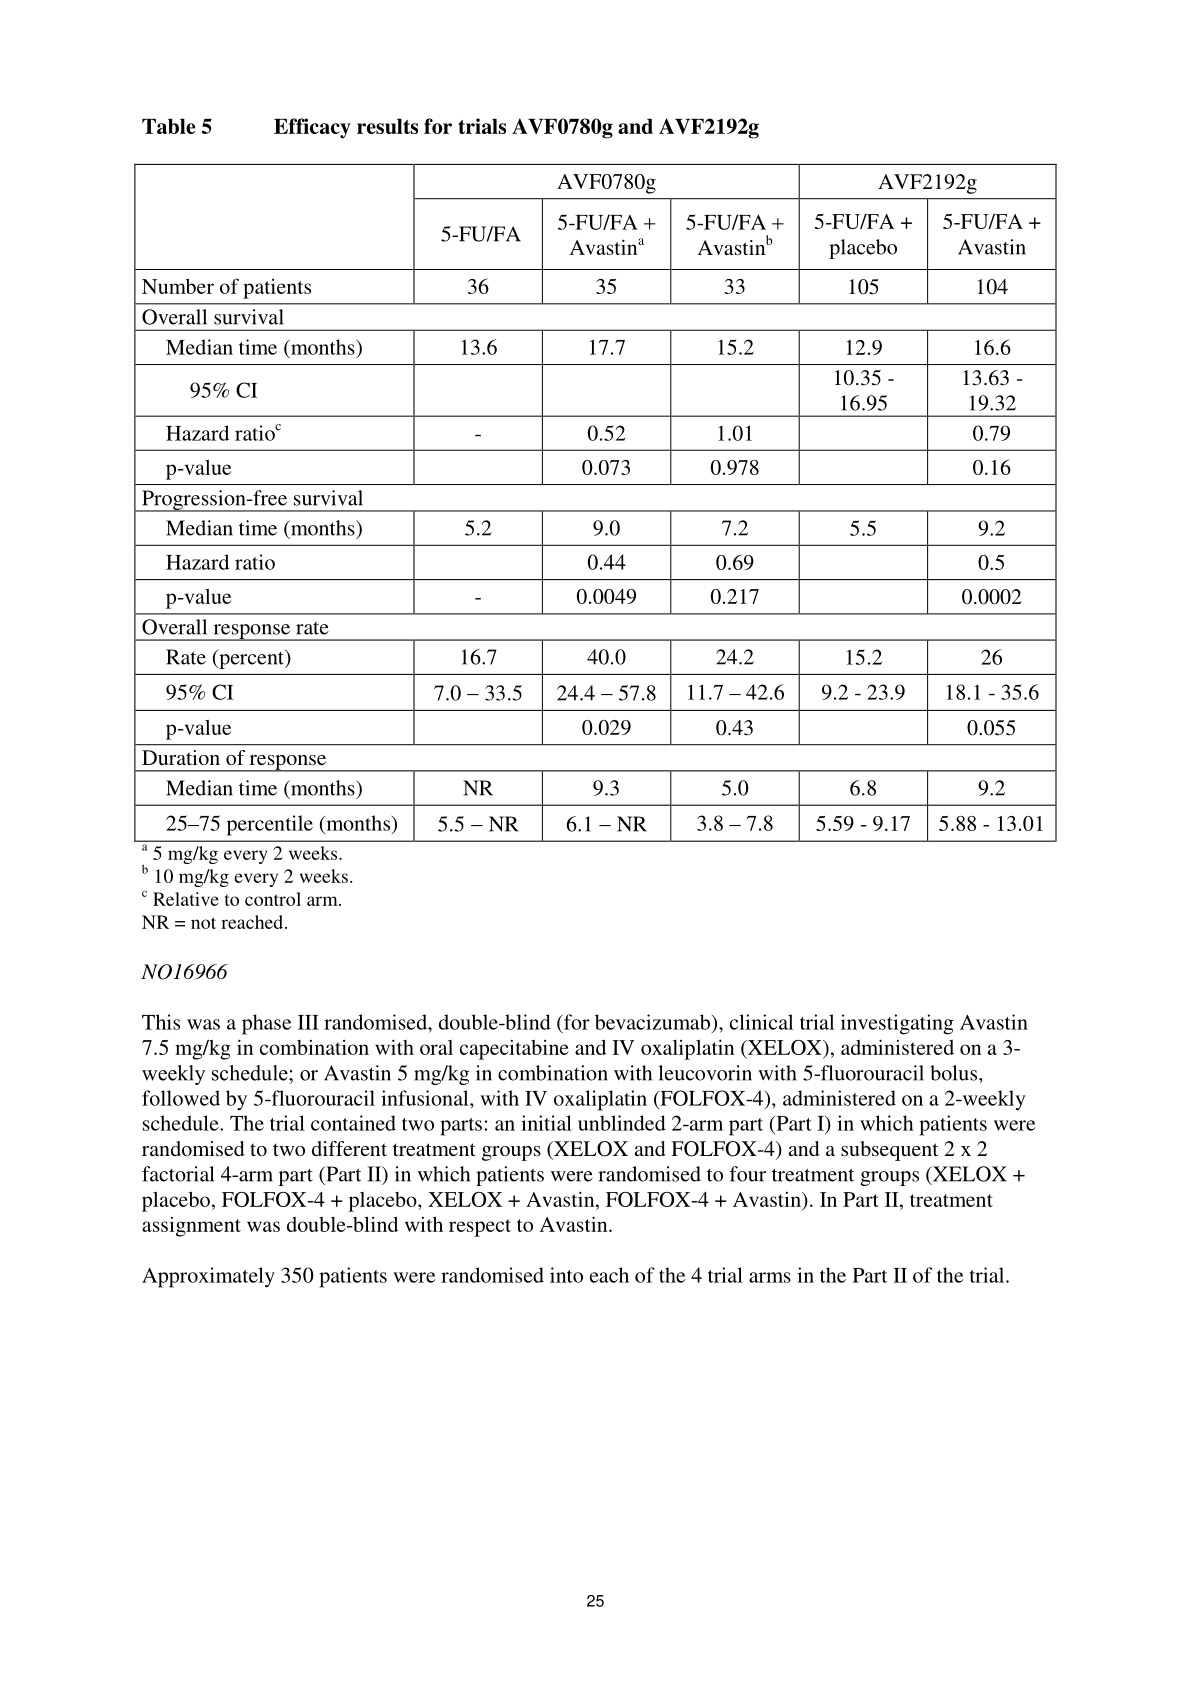 Table 5 Efficacy results for trials AVF0780g and AVF2192g
AVF0780g AVF2192g
5-FU/FA 5-FU/FA + Avastinᵃ 5-FU/FA + Avastinᵇ 5-FU/FA + placebo 5-FU/FA + Avastin
Number of patients 36 35 33 105 104
Overall survival
Median time (months) 13.6 17.7 15.2 12.9 16.6
95% CI 10.35 - 16.95 13.63 - 19.32
Hazard ratioᶜ - 0.52 1.01 0.79
p-value 0.073 0.978 0.16
Progression-free survival
Median time (months) 5.2 9.0 7.2 5.5 9.2
Hazard ratio 0.44 0.69 0.5
p-value - 0.0049 0.217 0.0002
Overall response rate
Rate (percent) 16.7 40.0 24.2 15.2 26
95% CI 7.0 – 33.5 24.4 – 57.8 11.7 – 42.6 9.2 - 23.9 18.1 - 35.6
p-value 0.029 0.43 0.055
Duration of response
Median time (months) NR 9.3 5.0 6.8 9.2
25–75 percentile (months) 5.5 – NR 6.1 – NR 3.8 – 7.8 5.59 - 9.17 5.88 - 13.01
ᵃ 5 mg/kg every 2 weeks.
ᵇ 10 mg/kg every 2 weeks.
ᶜ Relative to control arm.
NR = not reached.
NO16966
This was a phase III randomised, double-blind (for bevacizumab), clinical trial investigating Avastin
7.5 mg/kg in combination with oral capecitabine and IV oxaliplatin (XELOX), administered on a 3-
weekly schedule; or Avastin 5 mg/kg in combination with leucovorin with 5-fluorouracil bolus,
followed by 5-fluorouracil infusional, with IV oxaliplatin (FOLFOX-4), administered on a 2-weekly
schedule. The trial contained two parts: an initial unblinded 2-arm part (Part I) in which patients were
randomised to two different treatment groups (XELOX and FOLFOX-4) and a subsequent 2 x 2
factorial 4-arm part (Part II) in which patients were randomised to four treatment groups (XELOX +
placebo, FOLFOX-4 + placebo, XELOX + Avastin, FOLFOX-4 + Avastin). In Part II, treatment
assignment was double-blind with respect to Avastin.
Approximately 350 patients were randomised into each of the 4 trial arms in the Part II of the trial.
25